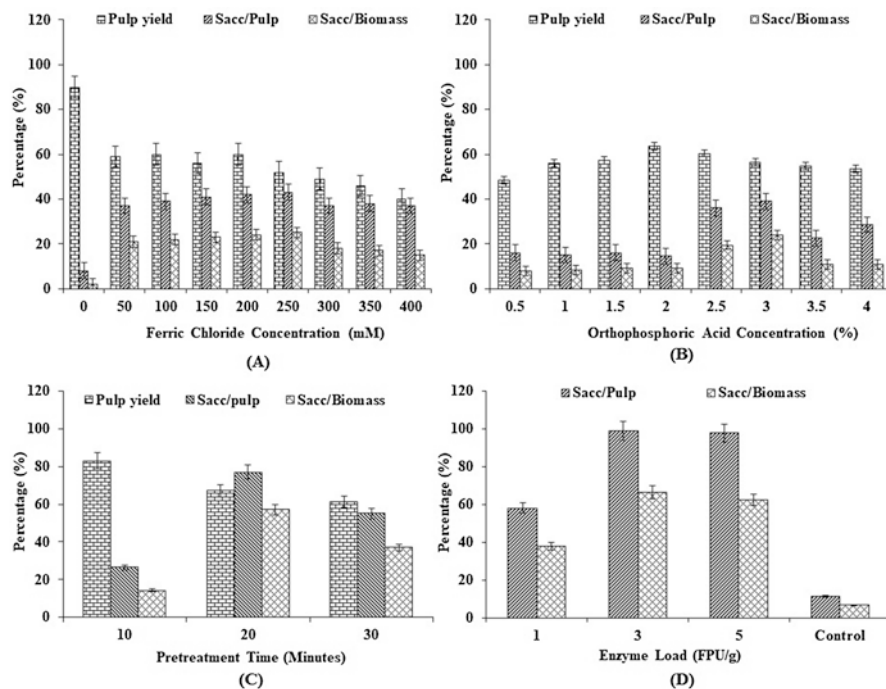 Pulp yield Sacc/Pulp Sacc/Biomass
120
100
80
60
40
20
0
Percentage (%)
0 50 100 150 200 250 300 350 400
Ferric Chloride Concentration (mM)
(A)
Pulp yield Sacc/Pulp Sacc/Biomass
120
100
80
60
40
20
0
Percentage (%)
0.5 1 1.5 2 2.5 3 3.5 4
Orthophosphoric Acid Concentration (%)
(B)
Pulp yield Sacc/pulp Sacc/Biomass
120
100
80
60
40
20
0
Percentage (%)
10 20 30
Pretreatment Time (Minutes)
(C)
Sacc/Pulp Sacc/Biomass
120
100
80
60
40
20
0
Percentage (%)
1 3 5 Control
Enzyme Load (FPU/g)
(D)